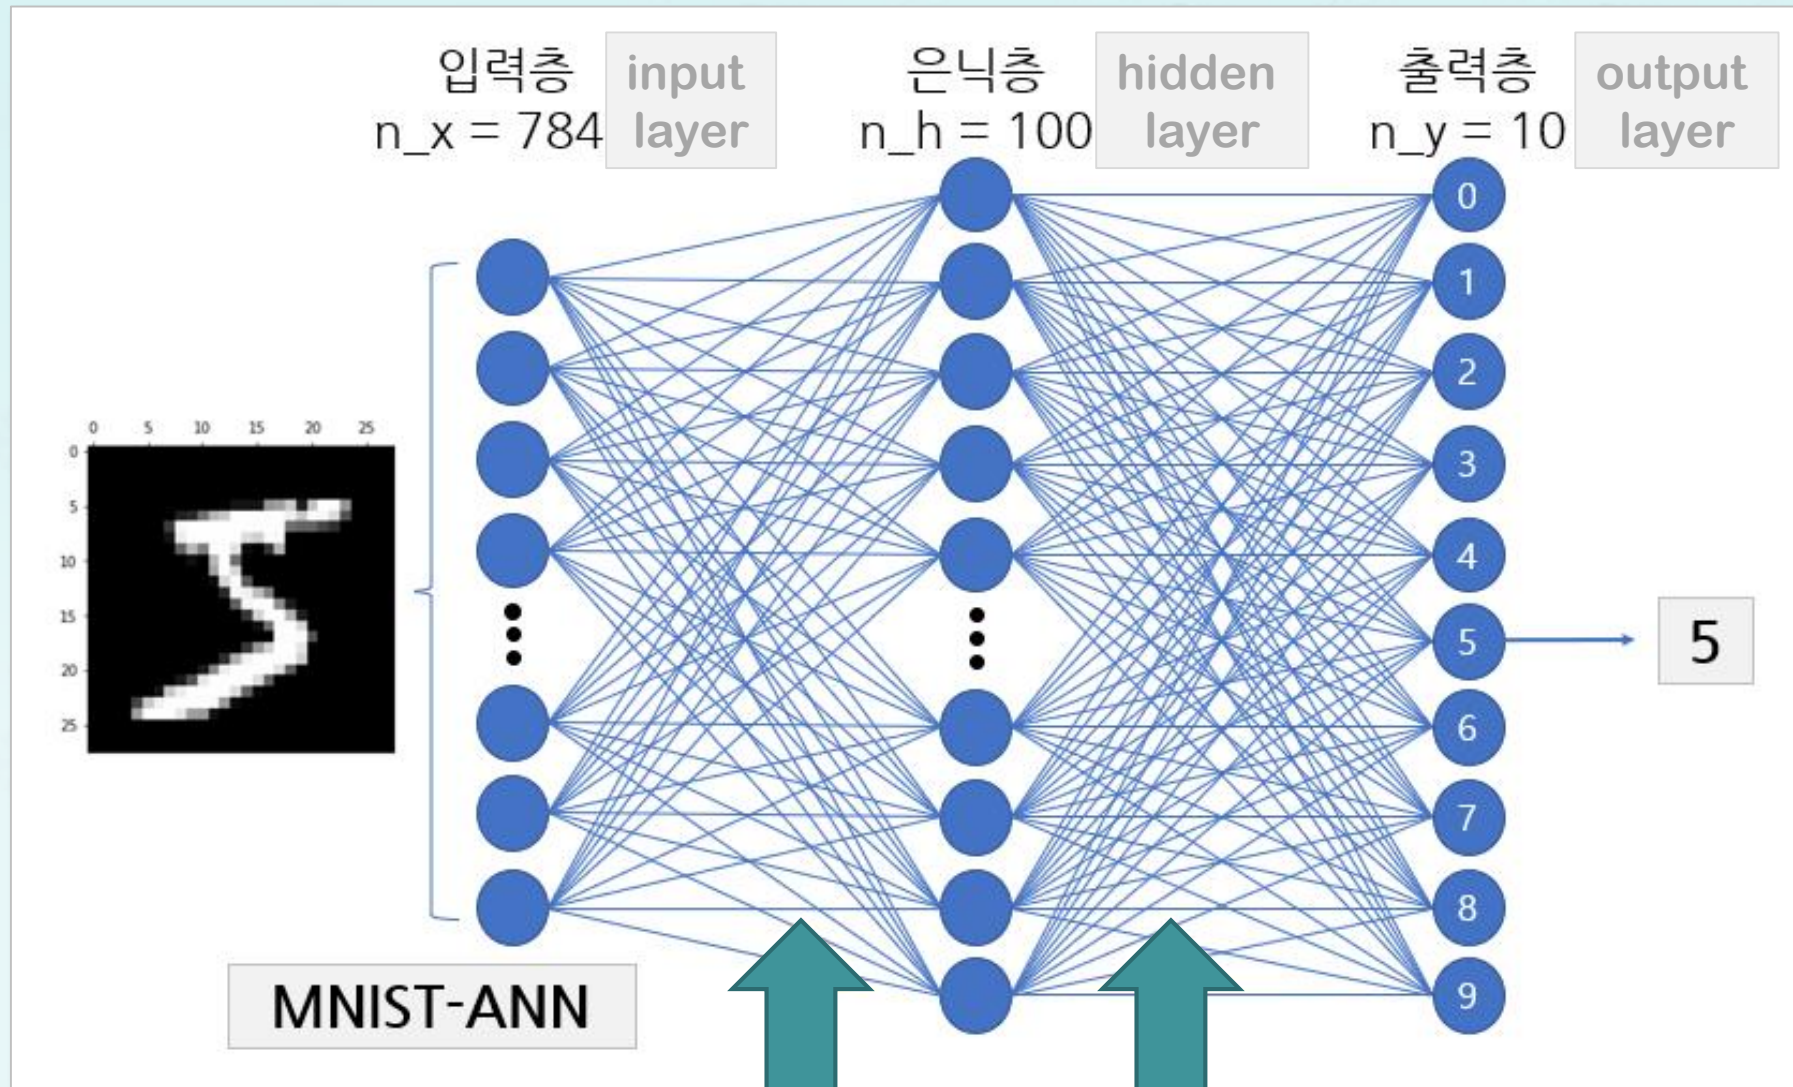 입력층
n_x = 784
input
layer
은닉층
n_h = 100
hidden
layer
출력층
n_y = 10
output
layer
0 5 10 15 20 25
0
5
10
15
20
25
0
1
2
3
4
5
6
7
8
9
5
MNIST-ANN